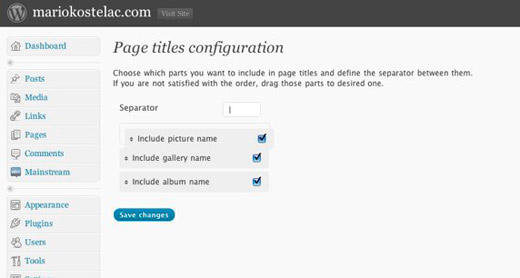 mariokostelac.com Visit Site
Dashboard
Posts
Media
Links
Pages
Comments
Mainstream
Appearance
Plugins
Users
Tools
Page titles configuration
Choose which parts you want to include in page titles and define the separator between them.
If you are not satisfied with the order, drag those parts to desired one.
Separator |
Include picture name
Include gallery name
Include album name
Save changes